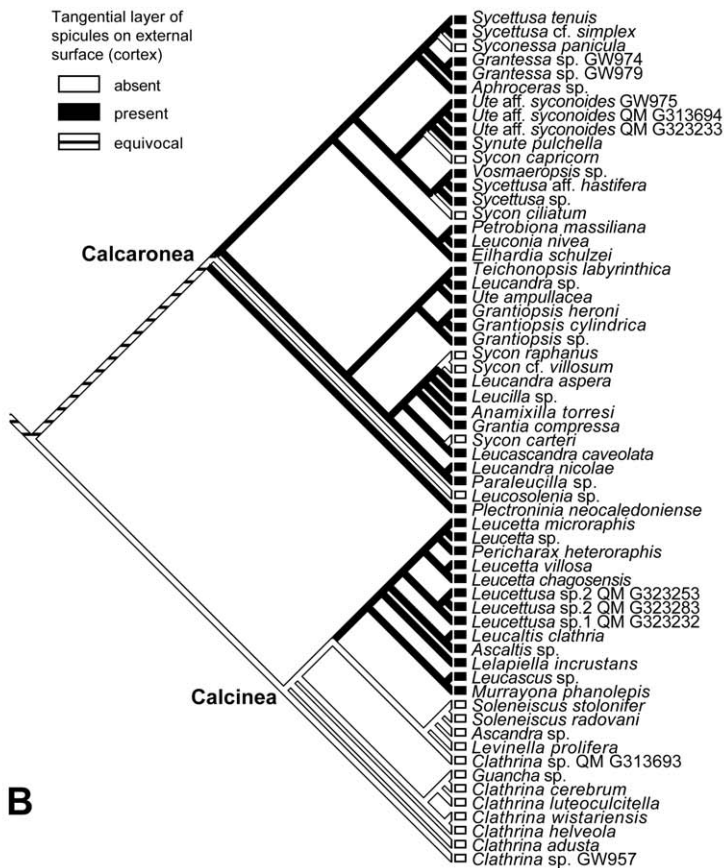 Tangential layer of
spicules on external
surface (cortex)
absent
present
equivocal
Calcaronea
Calcinea
B
Sycettusa tenuis
Sycettusa cf. simplex
Syconessa panicula
Grantessa sp. GW974
Grantessa sp. GW979
Aphroceras sp.
Ute aff. syconoides GW975
Ute aff. syconoides QM G313694
Ute aff. syconoides QM G323233
Synute pulchella
Sycon capricorn
Vosmaeropsis sp.
Sycettusa aff. hastifera
Sycettusa sp.
Sycon ciliatum
Petrobiona massiliana
Leuconia nivea
Eilhardia schulzei
Teichonopsis labyrinthica
Leucandra sp.
Ute ampullacea
Grantiopsis heroni
Grantiopsis cylindrica
Grantiopsis sp.
Sycon raphanus
Sycon cf. villosum
Leucandra aspera
Leucilla sp.
Anamixilla torresi
Grantia compressa
Sycon carteri
Leucascandra caveolata
Leucandra nicolae
Paraleucilla sp.
Leucosolenia sp.
Plectroninia neocaledoniense
Leucetta microraphis
Leucetta sp.
Pericharax heteroraphis
Leucetta villosa
Leucetta chagosensis
Leucettusa sp.2 QM G323253
Leucettusa sp.2 QM G323283
Leucettusa sp.1 QM G323232
Leucaltis clathria
Ascaltis sp.
Lelapiella incrustans
Leucascus sp.
Murrayona phanolepis
Soleneiscus stolonifer
Soleneiscus radovani
Ascandra sp.
Levinella prolifera
Clathrina sp. QM G313693
Guancha sp.
Clathrina cerebrum
Clathrina luteoculcitella
Clathrina wistariensis
Clathrina helveola
Clathrina adusta
Clathrina sp. GW957